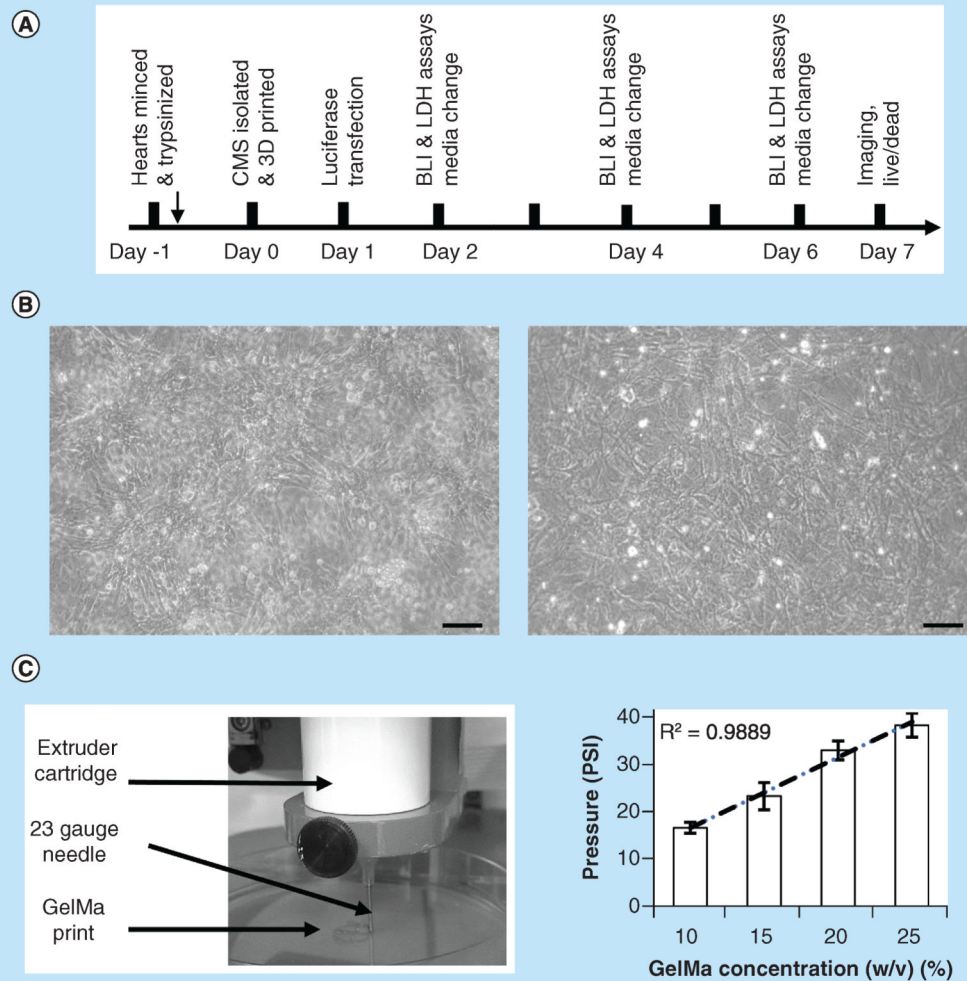 A
Hearts minced
& trypsinized
CMS isolated
& 3D printed
Luciferase
transfection
BLI & LDH assays
media change
BLI & LDH assays
media change
BLI & LDH assays
media change
Imaging,
live/dead
Day -1
Day 0
Day 1
Day 2
Day 4
Day 6
Day 7
B
C
Extruder
cartridge
23 gauge
needle
GelMa
print
R² = 0.9889
Pressure (PSI)
40
30
20
10
0
10 15 20 25
GelMa concentration (w/v) (%)